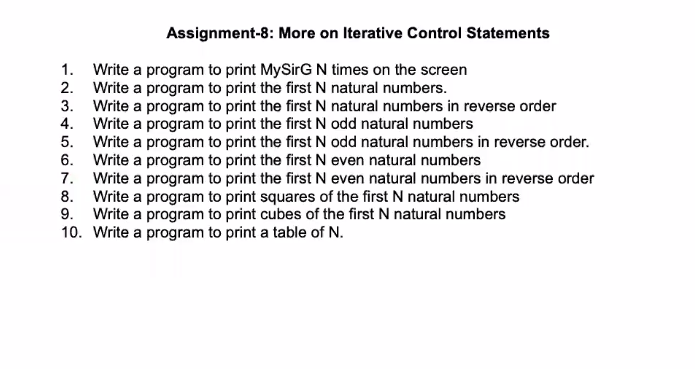 Assignment-8: More on Iterative Control Statements
1. Write a program to print MySirG N times on the screen
2. Write a program to print the first N natural numbers.
3. Write a program to print the first N natural numbers in reverse order
4. Write a program to print the first N odd natural numbers
5. Write a program to print the first N odd natural numbers in reverse order.
6. Write a program to print the first N even natural numbers
7. Write a program to print the first N even natural numbers in reverse order
8. Write a program to print squares of the first N natural numbers
9. Write a program to print cubes of the first N natural numbers
10. Write a program to print a table of N.